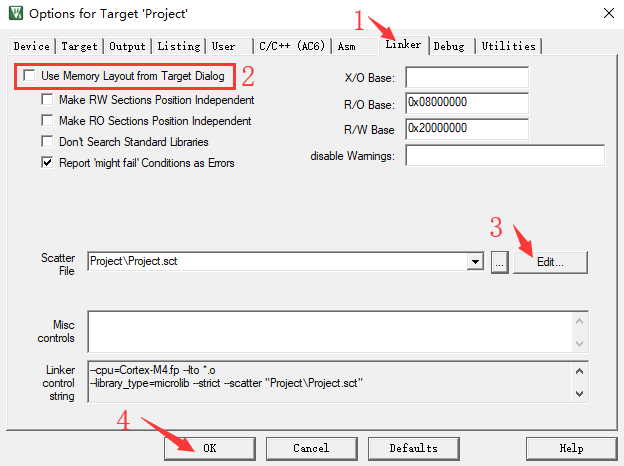 Options for Target 'Project'
1
Device Target Output Listing User C/C++ (AC6) Asm Linker Debug Utilities
Use Memory Layout from Target Dialog 2
X/O Base:
Make RW Sections Position Independent
R/O Base: 0x08000000
Make RO Sections Position Independent
R/W Base 0x20000000
Don't Search Standard Libraries
disable Warnings:
Report 'might fail' Conditions as Errors
3
Scatter
File
Project\Project.sct
...
Edit...
Misc
controls
Linker
control
string
--cpu=Cortex-M4.fp --lto *.o
--library_type=microlib --strict --scatter "Project\Project.sct"
4
OK Cancel Defaults Help